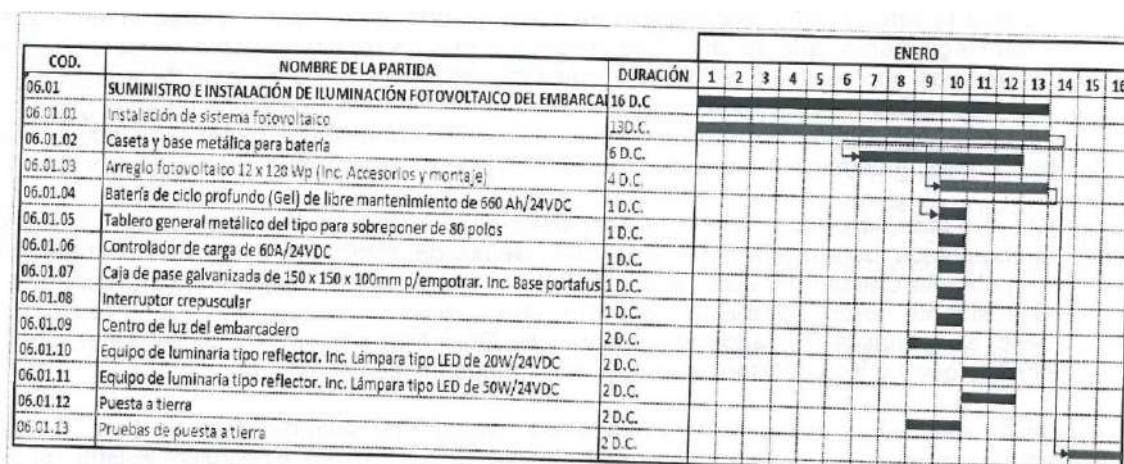 ENERO
COD. NOMBRE DE LA PARTIDA DURACIÓN 1 2 3 4 5 6 7 8 9 10 11 12 13 14 15 16
06.01 SUMINISTRO E INSTALACIÓN DE ILUMINACIÓN FOTOVOLTAICO DEL EMBARCA 16 D.C
06.01.01 Instalación de sistema fotovoltaico 13D.C.
06.01.02 Caseta y base metálica para batería 6 D.C.
06.01.03 Arreglo fotovoltaico 12 x 120 Wp (Inc. Accesorios y montaje) 4 D.C.
06.01.04 Batería de ciclo profundo (Gel) de libre mantenimiento de 660 Ah/24VDC 1 D.C.
06.01.05 Tablero general metálico del tipo para sobreponer de 80 polos 1 D.C.
06.01.06 Controlador de carga de 60A/24VDC 1 D.C.
06.01.07 Caja de pase galvanizada de 150 x 150 x 100mm p/empotrar. Inc. Base portafus 1 D.C.
06.01.08 Interruptor crepuscular 1 D.C.
06.01.09 Centro de luz del embarcadero 2 D.C.
06.01.10 Equipo de luminaria tipo reflector. Inc. Lámpara tipo LED de 20W/24VDC 2 D.C.
06.01.11 Equipo de luminaria tipo reflector. Inc. Lámpara tipo LED de 50W/24VDC 2 D.C.
06.01.12 Puesta a tierra 2 D.C.
06.01.13 Pruebas de puesta a tierra 2 D.C.